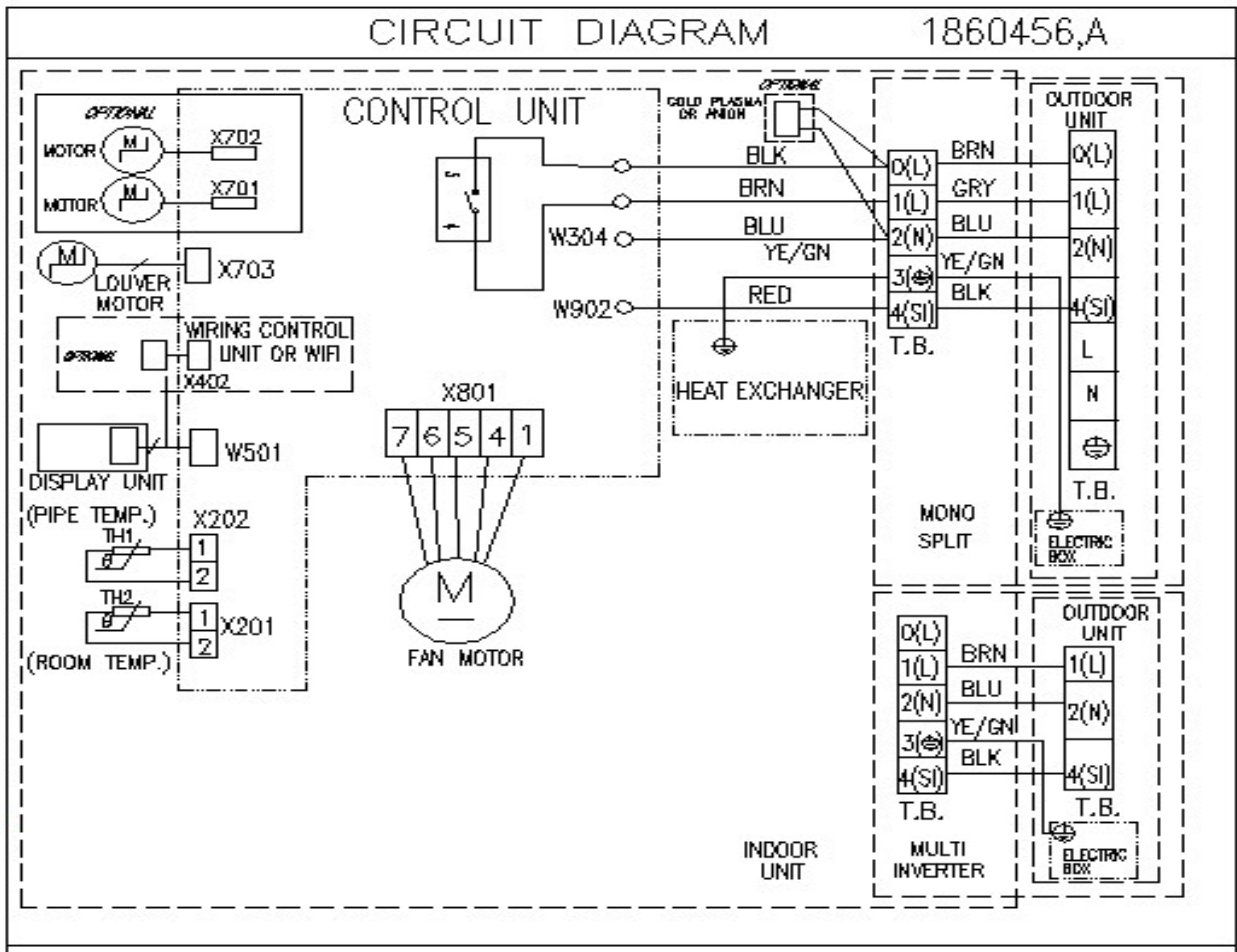 CIRCUIT DIAGRAM 1860456,A
OPTIONAL
MOTOR M X702
MOTOR M X701
M X703
LOUVER
MOTOR
WIRING CONTROL
UNIT OR WIFI
OPTIONAL
X402
W501
DISPLAY UNIT
(PIPE TEMP.)
TH1
θ
X202
1
2
TH2
θ
X201
1
2
(ROOM TEMP.)
CONTROL UNIT
W304
W902
X801
7 6 5 4 1
M
FAN MOTOR
OPTIONAL
COLD PLASMA
OR ANION
BLK
BRN
BLU
YE/GN
RED
HEAT EXCHANGER
0(L)
1(L)
2(N)
3(⏚)
4(SI)
T.B.
BRN
GRY
BLU
YE/GN
BLK
MONO
SPLIT
OUTDOOR
UNIT
0(L)
1(L)
2(N)
4(SI)
L
N
T.B.
ELECTRIC
BOX
0(L)
1(L)
2(N)
3(⏚)
4(SI)
T.B.
BRN
BLU
YE/GN
BLK
MULTI
INVERTER
OUTDOOR
UNIT
1(L)
2(N)
4(SI)
T.B.
ELECTRIC
BOX
INDOOR
UNIT